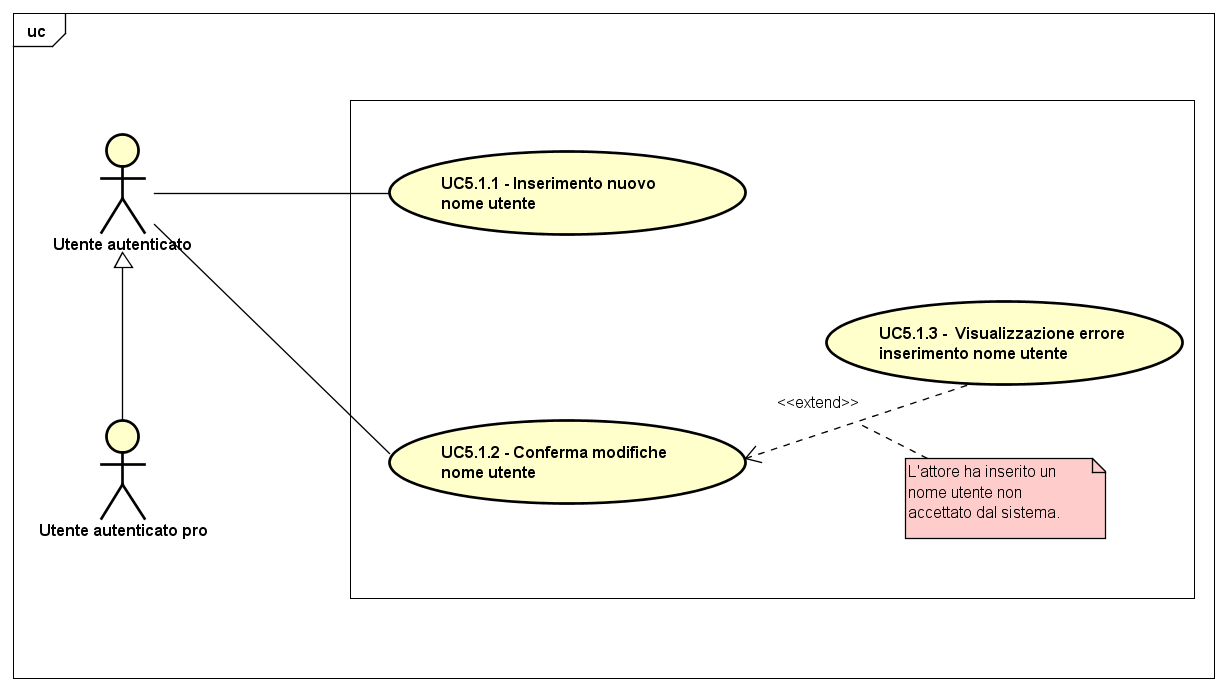 uc
UC5.1.1 - Inserimento nuovo
nome utente
Utente autenticato
UC5.1.3 -  Visualizzazione errore
inserimento nome utente
<<extend>>
UC5.1.2 - Conferma modifiche
nome utente
L'attore ha inserito un
nome utente non
accettato dal sistema.
Utente autenticato pro